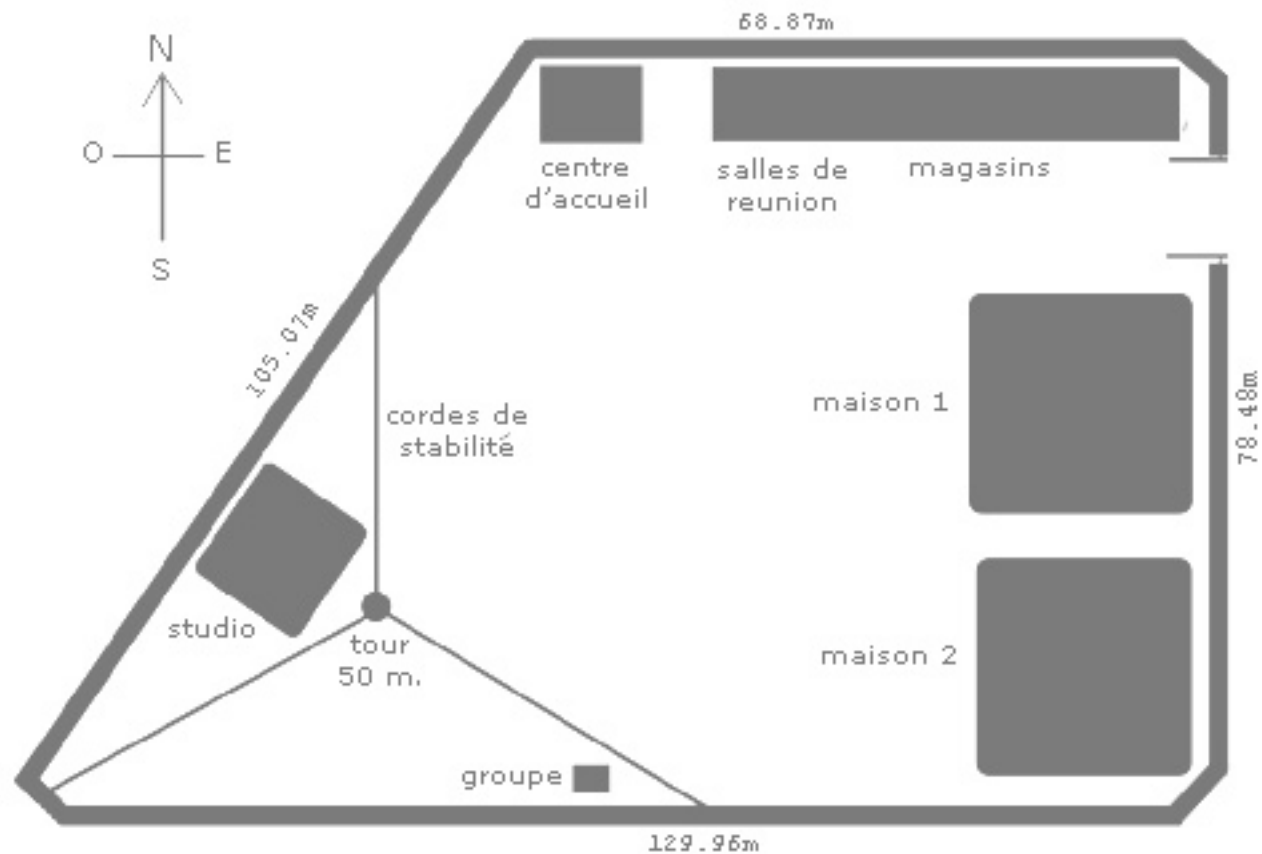 68.87m
N
O
E
S
centre
d'accueil
salles de
reunion
magasins
105.07m
cordes de
stabilité
maison 1
78.48m
studio
tour
50 m.
maison 2
groupe
129.96m